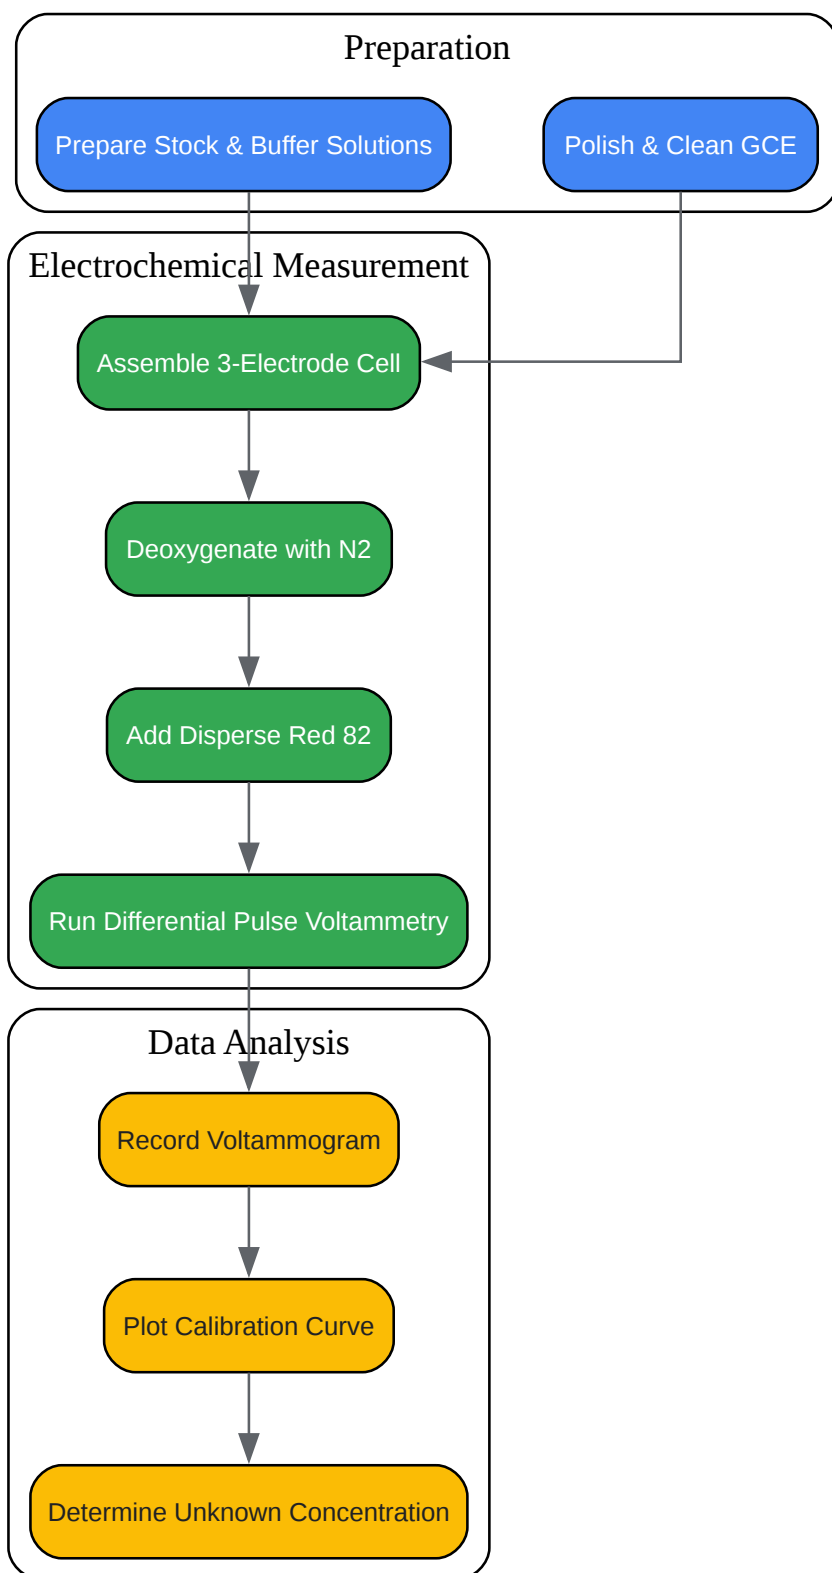 Preparation
Prepare Stock & Buffer Solutions
Polish & Clean GCE
Electrochemical Measurement
Assemble 3-Electrode Cell
Deoxygenate with N2
Add Disperse Red 82
Run Differential Pulse Voltammetry
Data Analysis
Record Voltammogram
Plot Calibration Curve
Determine Unknown Concentration